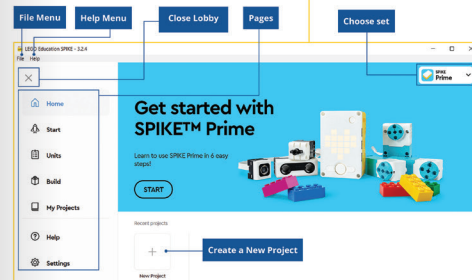 File Menu
Help Menu
Close Lobby
Pages
Choose set
LEGO Education SPIKE - 3.2.4
File Help
SPIKE
Prime
Home
Start
Units
Build
My Projects
Help
Settings
Get started with
SPIKE™ Prime
Learn to use SPIKE Prime in 6 easy
steps!
START
Recent projects
Create a New Project
New Project